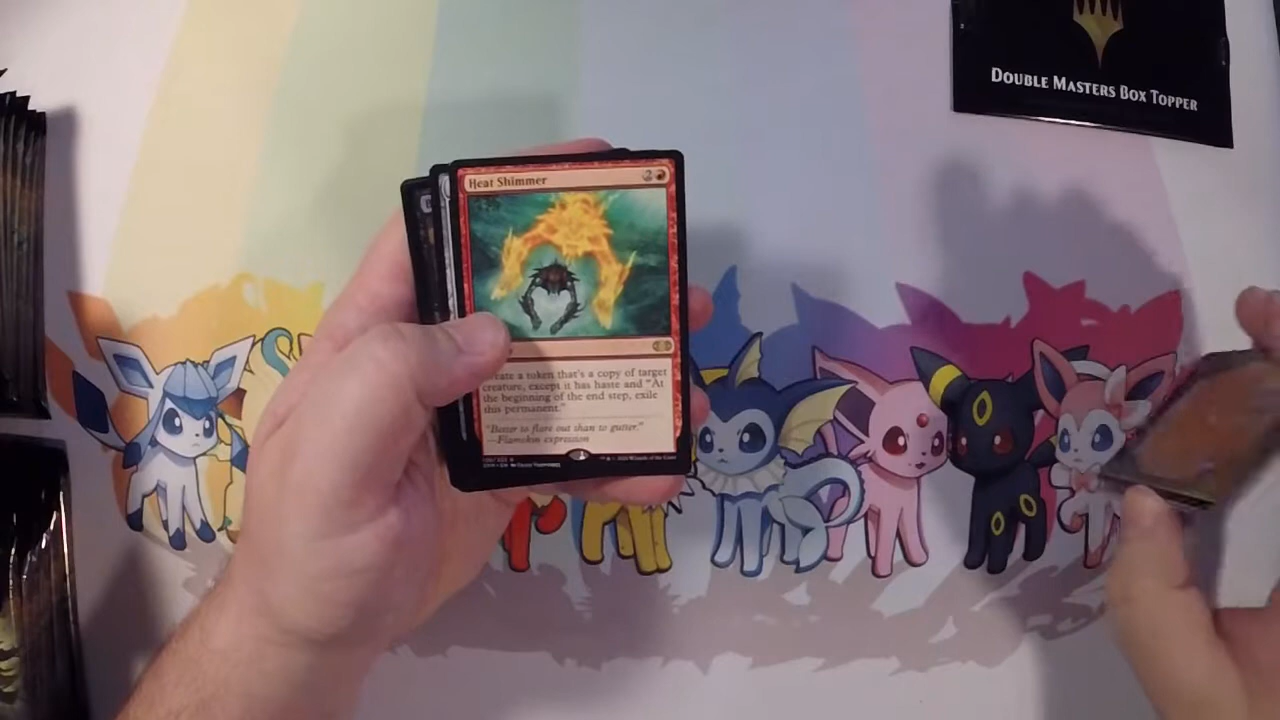 DOUBLE MASTERS BOX TOPPER
Heat Shimmer 2
create a token that's a copy of target
creature, except it has haste and "At
the beginning of the end step, exile
this permanent."
"Better to flare out than to gutter."
—Flamekin expression